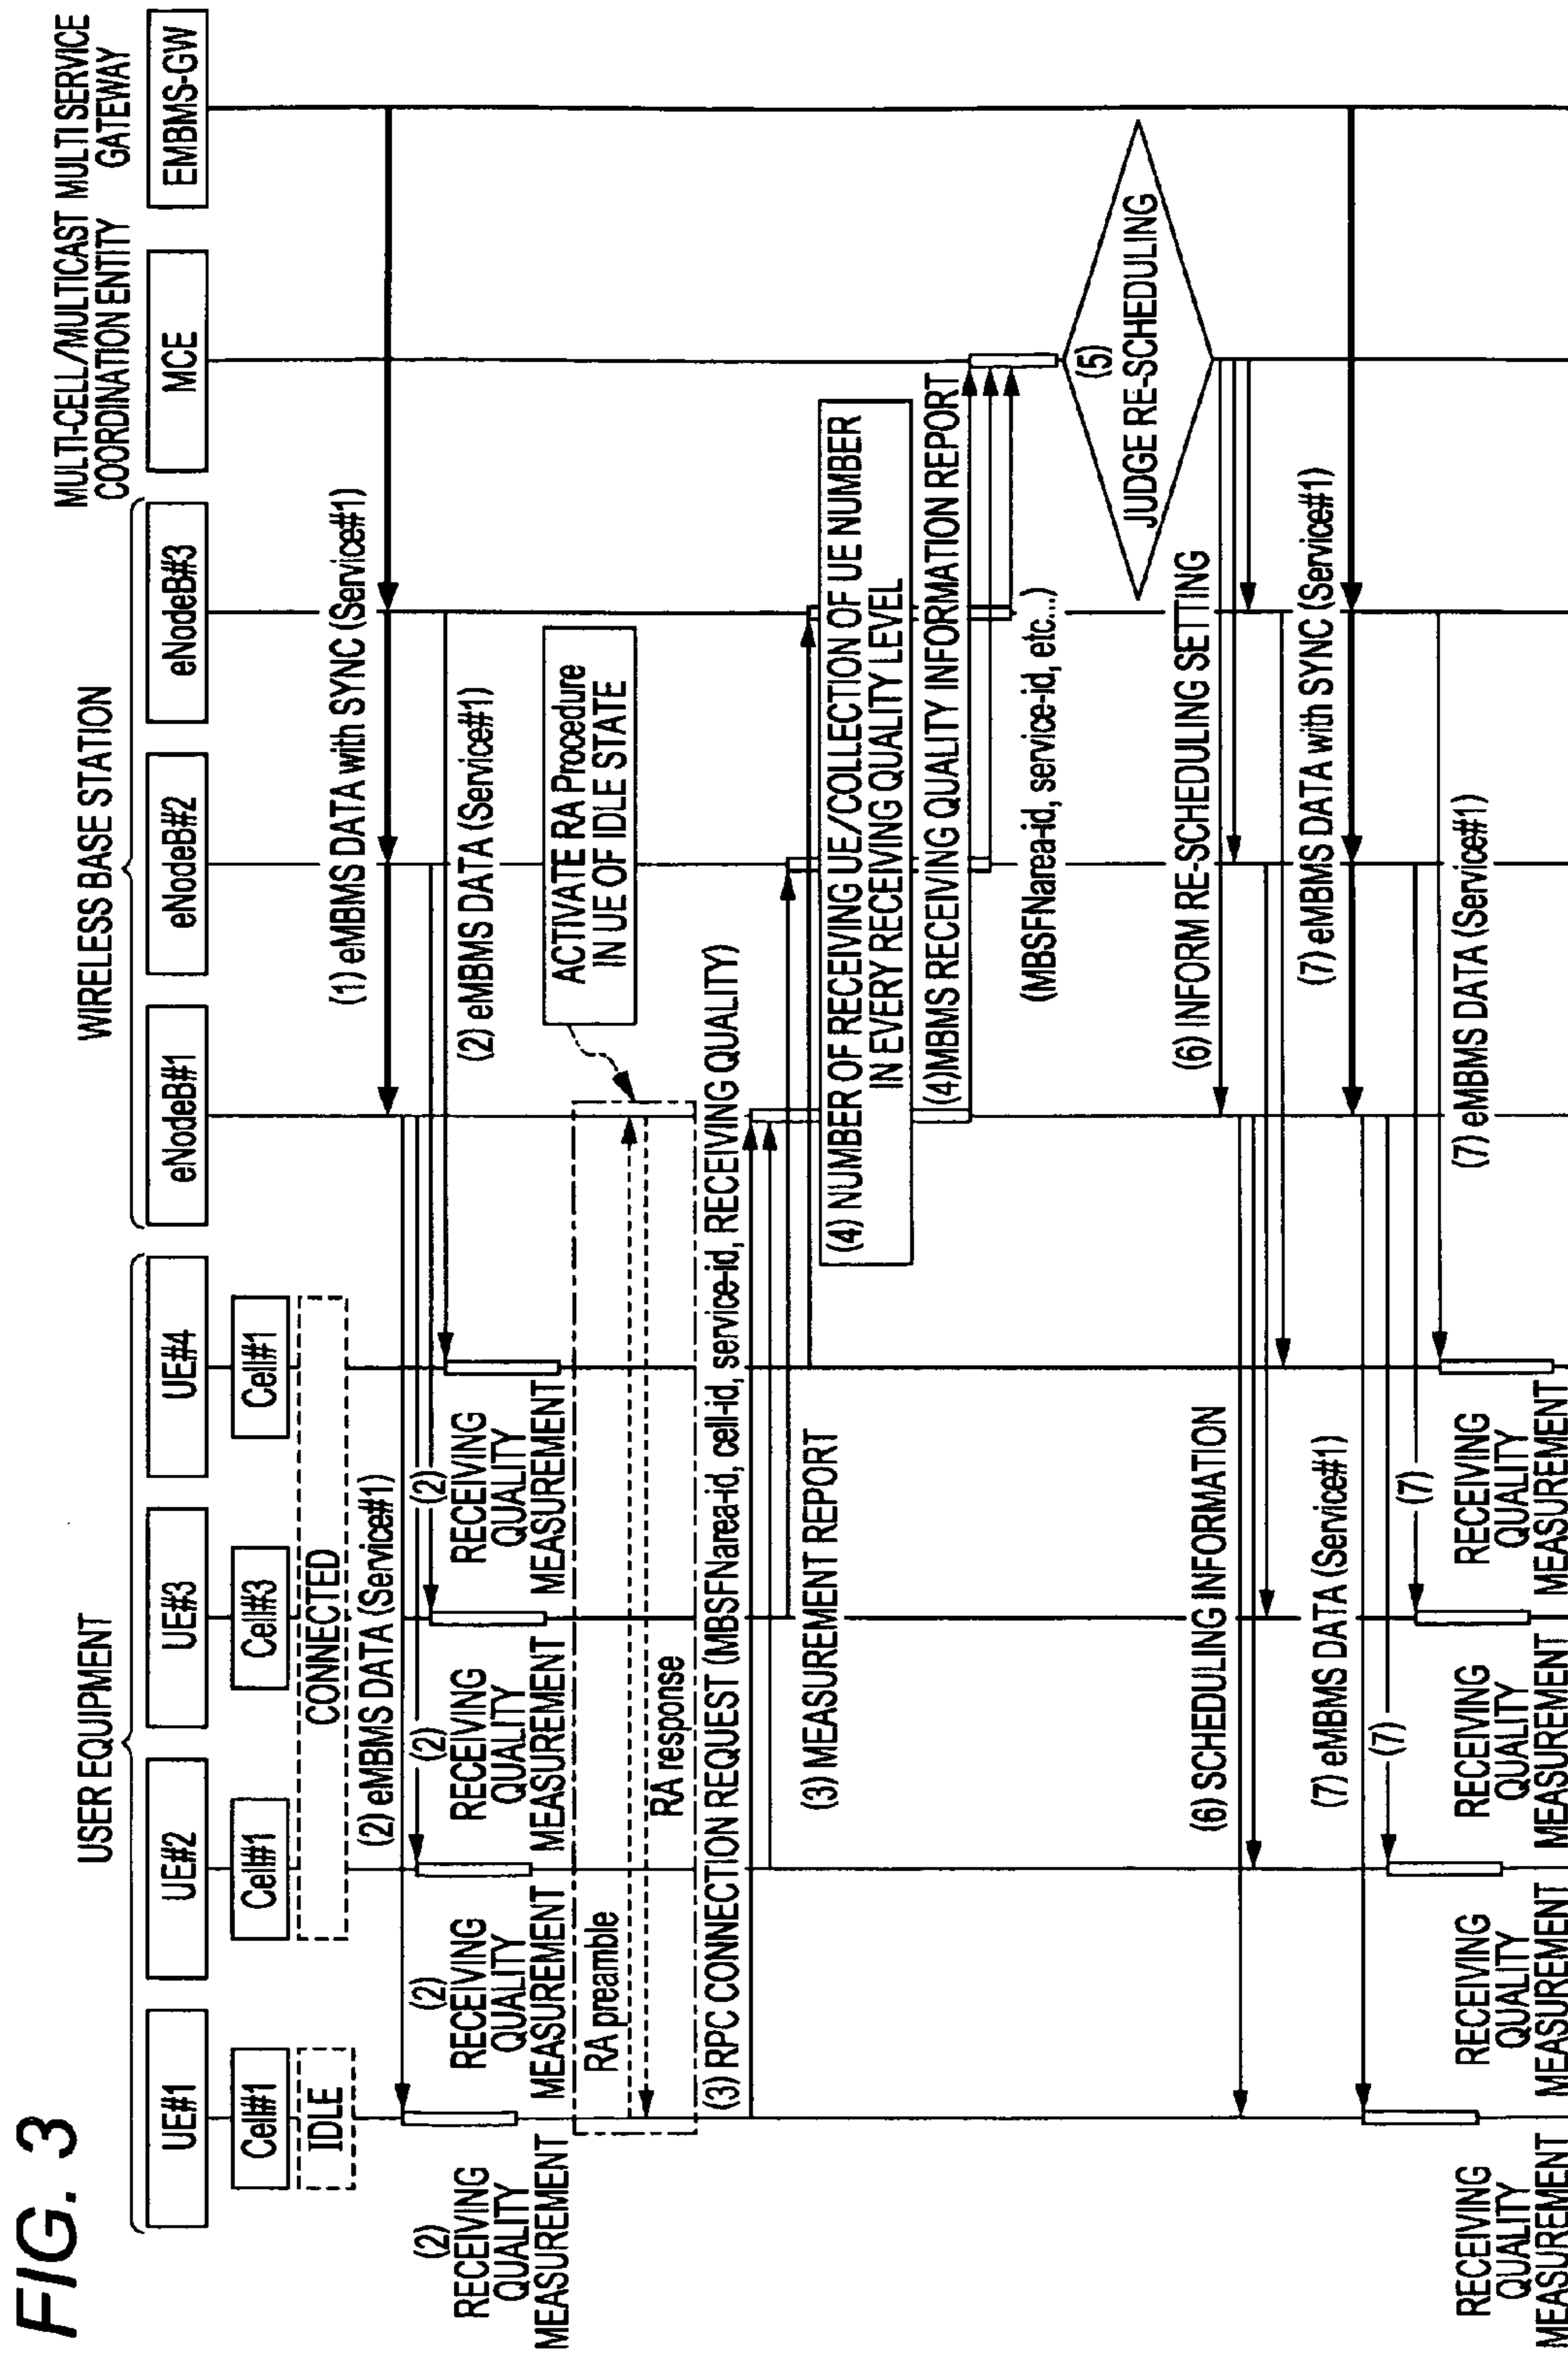 FIG. 3
USER EQUIPMENT
WIRELESS BASE STATION
MULTI-CELL/MULTICAST
COORDINATION ENTITY
MULTI SERVICE
GATEWAY
UE#1
UE#2
UE#3
UE#4
eNodeB#1
eNodeB#2
eNodeB#3
MCE
EMBMS-GW
Cell#1
Cell#1
Cell#3
Cell#1
IDLE
CONNECTED
(1) eMBMS DATA with SYNC (Service#1)
(2) eMBMS DATA (Service#1)
(2) eMBMS DATA (Service#1)
(2)
RECEIVING
QUALITY
MEASUREMENT
(2)
RECEIVING
QUALITY
MEASUREMENT
(2)
RECEIVING
QUALITY
MEASUREMENT
(2)
RECEIVING
QUALITY
MEASUREMENT
ACTIVATE RA Procedure
IN UE OF IDLE STATE
RA preamble
RA response
(3) RPC CONNECTION REQUEST (MBSFNarea-id, cell-id, service-id, RECEIVING QUALITY)
(3) MEASUREMENT REPORT
(4) NUMBER OF RECEIVING UE/COLLECTION OF UE NUMBER
IN EVERY RECEIVING QUALITY LEVEL
(4)MBMS RECEIVING QUALITY INFORMATION REPORT
(MBSFNarea-id, service-id, etc...)
(5)
JUDGE RE-SCHEDULING
(6) INFORM RE-SCHEDULING SETTING
(6) SCHEDULING INFORMATION
(7) eMBMS DATA with SYNC (Service#1)
(7) eMBMS DATA (Service#1)
(7)
(7)
(7) eMBMS DATA (Service#1)
RECEIVING
QUALITY
MEASUREMENT
RECEIVING
QUALITY
MEASUREMENT
RECEIVING
QUALITY
MEASUREMENT
RECEIVING
QUALITY
MEASUREMENT